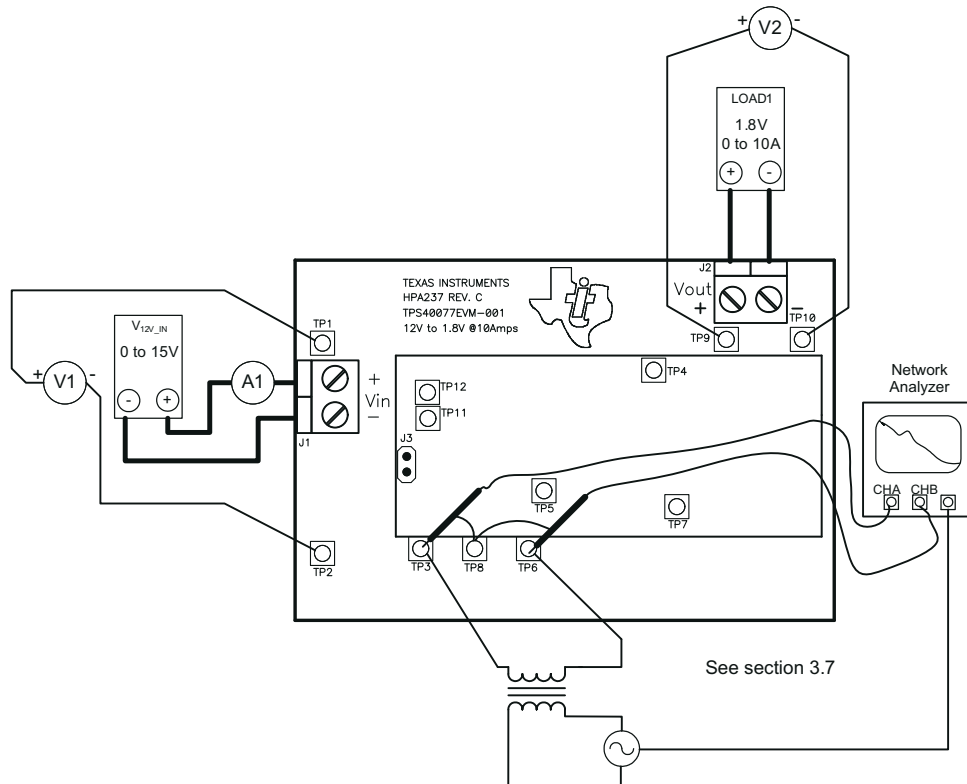 + V2 -
LOAD1
1.8V
0 to 10A
+ -
TEXAS INSTRUMENTS
HPA237 REV. C
TPS40077EVM-001
12V to 1.8V @10Amps
J2
Vout
+ -
TP9
TP10
TP1
V12V_IN
0 to 15V
- +
+ V1 -
A1
+
Vin
-
J1
TP12
TP11
TP4
J3
TP5
TP7
TP2
TP3
TP8
TP6
Network
Analyzer
CHA CHB
See section 3.7